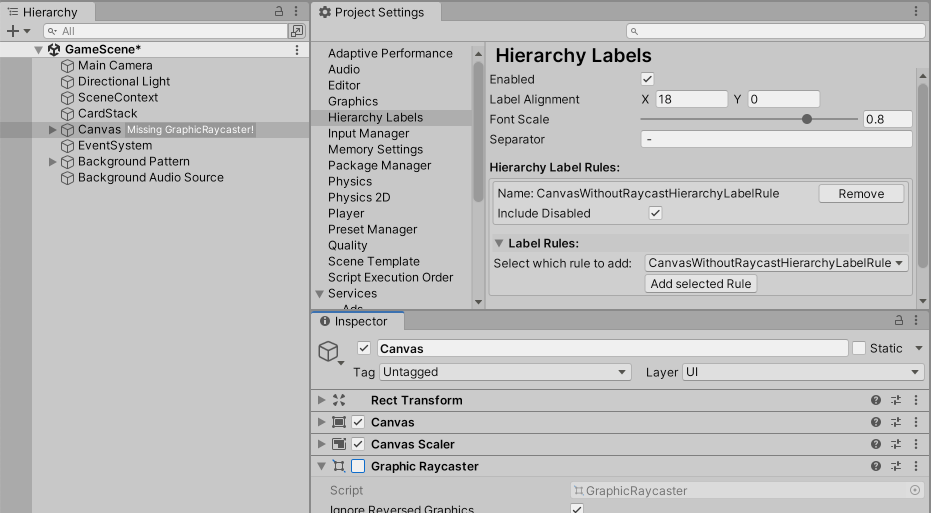 Hierarchy
All
GameScene*
Main Camera
Directional Light
SceneContext
CardStack
Canvas Missing GraphicRaycaster!
EventSystem
Background Pattern
Background Audio Source
Project Settings
Adaptive Performance
Audio
Editor
Graphics
Hierarchy Labels
Input Manager
Memory Settings
Package Manager
Physics
Physics 2D
Player
Preset Manager
Quality
Scene Template
Script Execution Order
Services
Ads
Hierarchy Labels
Enabled
Label Alignment X 18 Y 0
Font Scale 0.8
Separator -
Hierarchy Label Rules:
Name: CanvasWithoutRaycastHierarchyLabelRule Remove
Include Disabled
Label Rules:
Select which rule to add: CanvasWithoutRaycastHierarchyLabelRule
Add selected Rule
Inspector
Canvas Static
Tag Untagged Layer UI
Rect Transform
Canvas
Canvas Scaler
Graphic Raycaster
Script GraphicRaycaster
Ignore Reversed Graphics